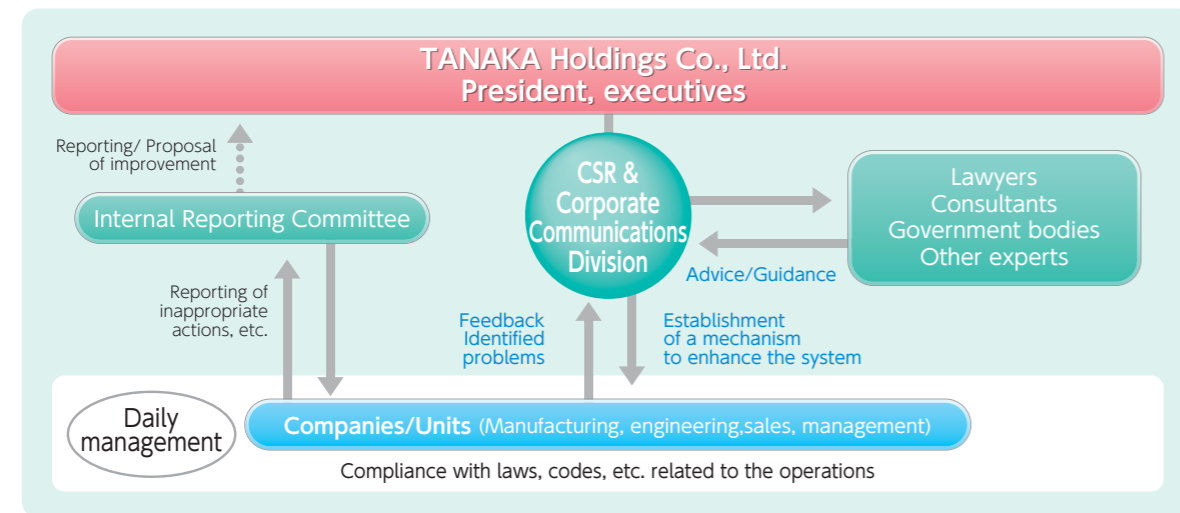 TANAKA Holdings Co., Ltd.
President, executives
Reporting/ Proposal
of improvement
Internal Reporting Committee
CSR &
Corporate
Communications
Division
Lawyers
Consultants
Government bodies
Other experts
Advice/Guidance
Reporting of
inappropriate
actions, etc.
Feedback
Identified
problems
Establishment
of a mechanism
to enhance the system
Daily
management
Companies/Units (Manufacturing, engineering,sales, management)
Compliance with laws, codes, etc. related to the operations